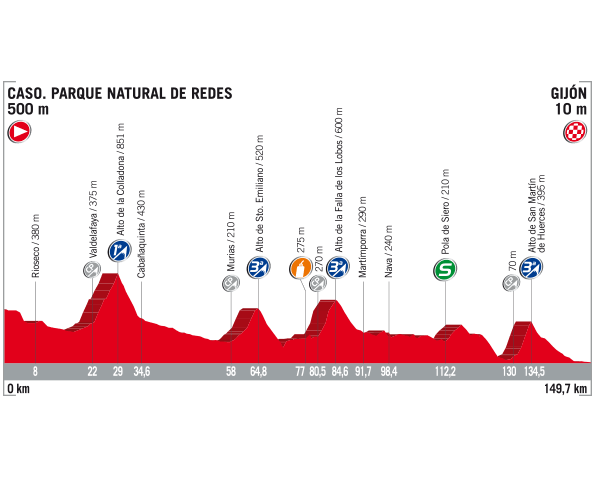 CASO. PARQUE NATURAL DE REDES
500 m
GIJÓN
10 m
Rioseco / 380 m
Valdelafaya / 375 m
Alto de la Colladona / 851 m
1ª
Cabañaquinta / 430 m
Murias / 210 m
Alto de Sto. Emiliano / 520 m
3ª
275 m
270 m
Alto de la Falla de los Lobos / 600 m
3ª
Martimporra / 290 m
Nava / 240 m
Pola de Siero / 210 m
S
70 m
Alto de San Martín
de Huerces / 395 m
3ª
8
22
29
34,6
58
64,8
77
80,5
84,6
91,7
98,4
112,2
130
134,5
0 km
149,7 km